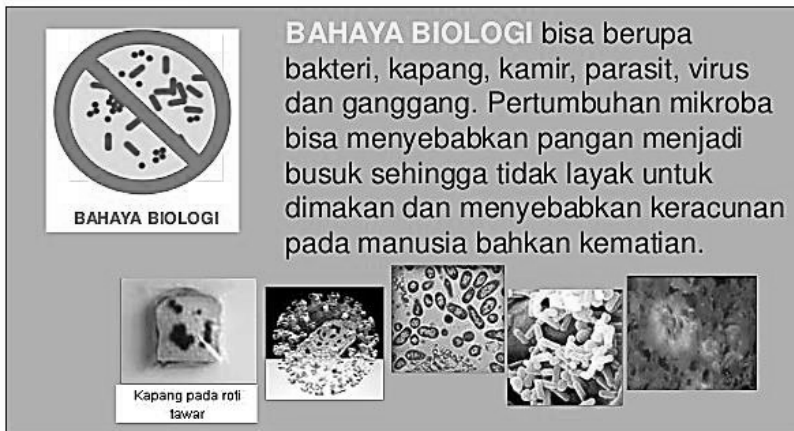 BAHAYA BIOLOGI bisa berupa
bakteri, kapang, kamir, parasit, virus
dan ganggang. Pertumbuhan mikroba
bisa menyebabkan pangan menjadi
busuk sehingga tidak layak untuk
dimakan dan menyebabkan keracunan
pada manusia bahkan kematian.
BAHAYA BIOLOGI
Kapang pada roti
tawar